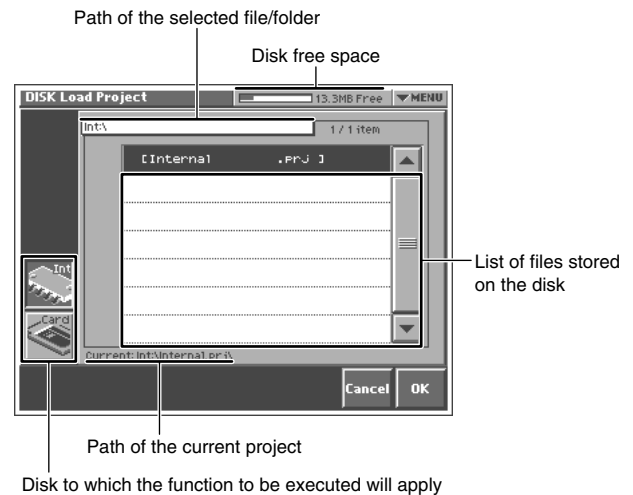 Path of the selected file/folder
Disk free space
DISK Load Project
13.3MB Free
MENU
Int:\
1 / 1 item
[Internal .prj ]
Int
Card
List of files stored
on the disk
Current: Int:\Internal.prj\
Cancel
OK
Path of the current project
Disk to which the function to be executed will apply